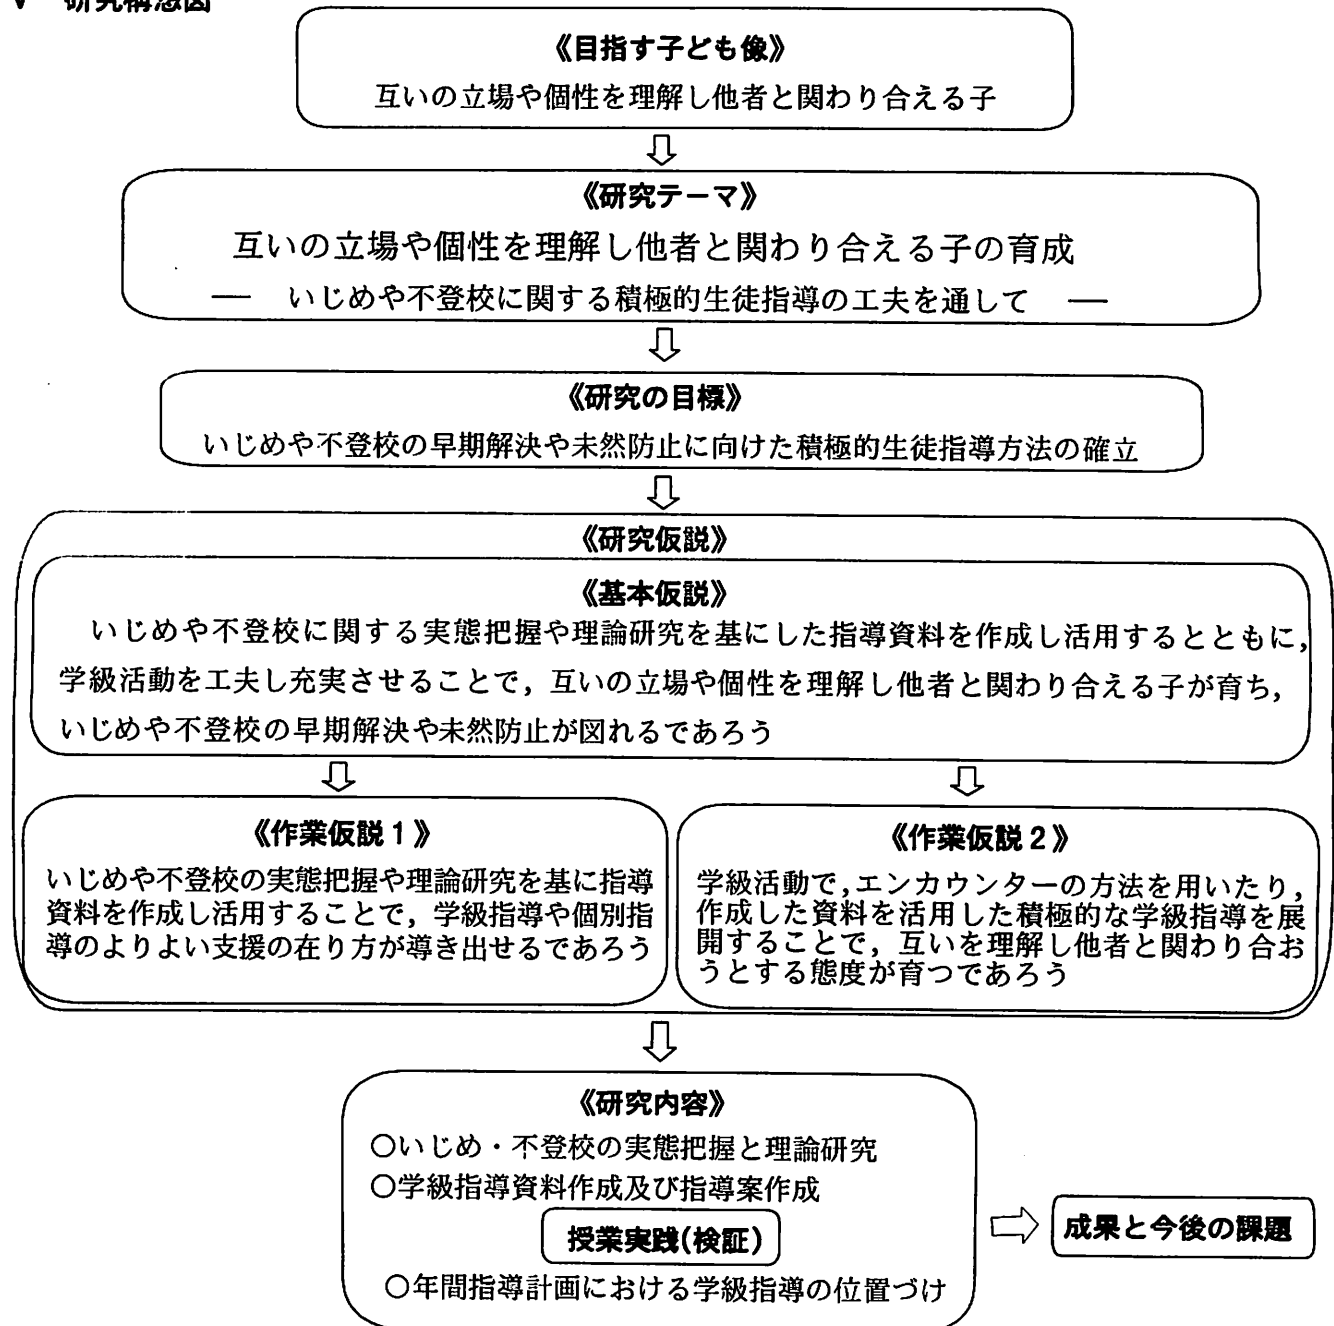 V 研究構想図
《目指す子ども像》
互いの立場や個性を理解し他者と関わり合える子
《研究テーマ》
互いの立場や個性を理解し他者と関わり合える子の育成
― いじめや不登校に関する積極的生徒指導の工夫を通して ―
《研究の目標》
いじめや不登校の早期解決や未然防止に向けた積極的生徒指導方法の確立
《研究仮説》
《基本仮説》
いじめや不登校に関する実態把握や理論研究を基にした指導資料を作成し活用するとともに，
学級活動を工夫し充実させることで，互いの立場や個性を理解し他者と関わり合える子が育ち，
いじめや不登校の早期解決や未然防止が図れるであろう
《作業仮説１》
いじめや不登校の実態把握や理論研究を基に指導
資料を作成し活用することで，学級指導や個別指
導のよりよい支援の在り方が導き出せるであろう
《作業仮説２》
学級活動で，エンカウンターの方法を用いたり，
作成した資料を活用した積極的な学級指導を展
開することで，互いを理解し他者と関わり合お
うとする態度が育つであろう
《研究内容》
○いじめ・不登校の実態把握と理論研究
○学級指導資料作成及び指導案作成
授業実践(検証)
○年間指導計画における学級指導の位置づけ
成果と今後の課題